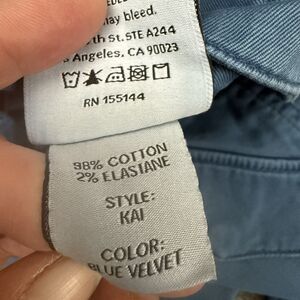 may bleed.
th St. STE A244
Angeles, CA 90023
RN 155144
98% COTTON
2% ELASTANE
STYLE:
KAI
COLOR:
BLUE VELVET